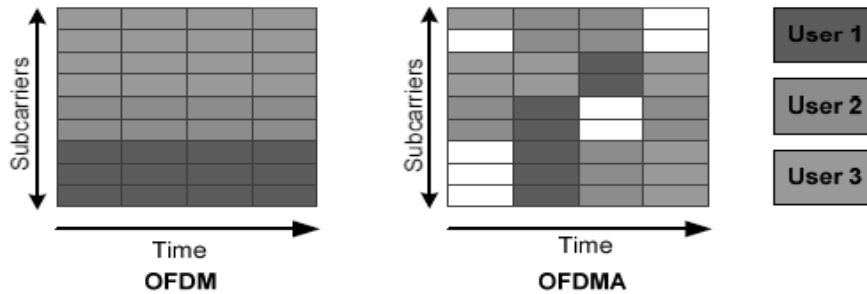 Subcarriers
Time
OFDM
Subcarriers
Time
OFDMA
User 1
User 2
User 3